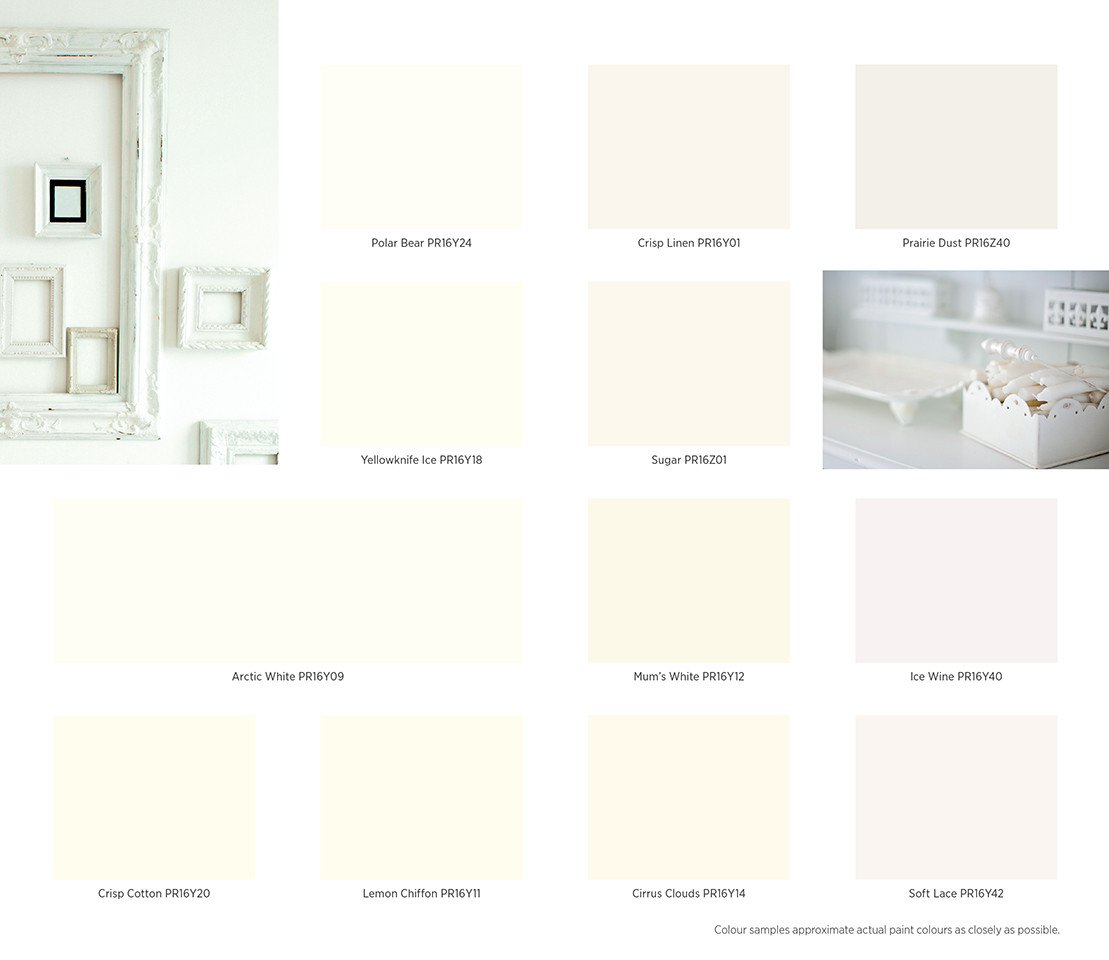 Polar Bear PR16Y24
Crisp Linen PR16Y01
Prairie Dust PR16Z40
Yellowknife Ice PR16Y18
Sugar PR16Z01
Arctic White PR16Y09
Mum's White PR16Y12
Ice Wine PR16Y40
Crisp Cotton PR16Y20
Lemon Chiffon PR16Y11
Cirrus Clouds PR16Y14
Soft Lace PR16Y42
Colour samples approximate actual paint colours as closely as possible.